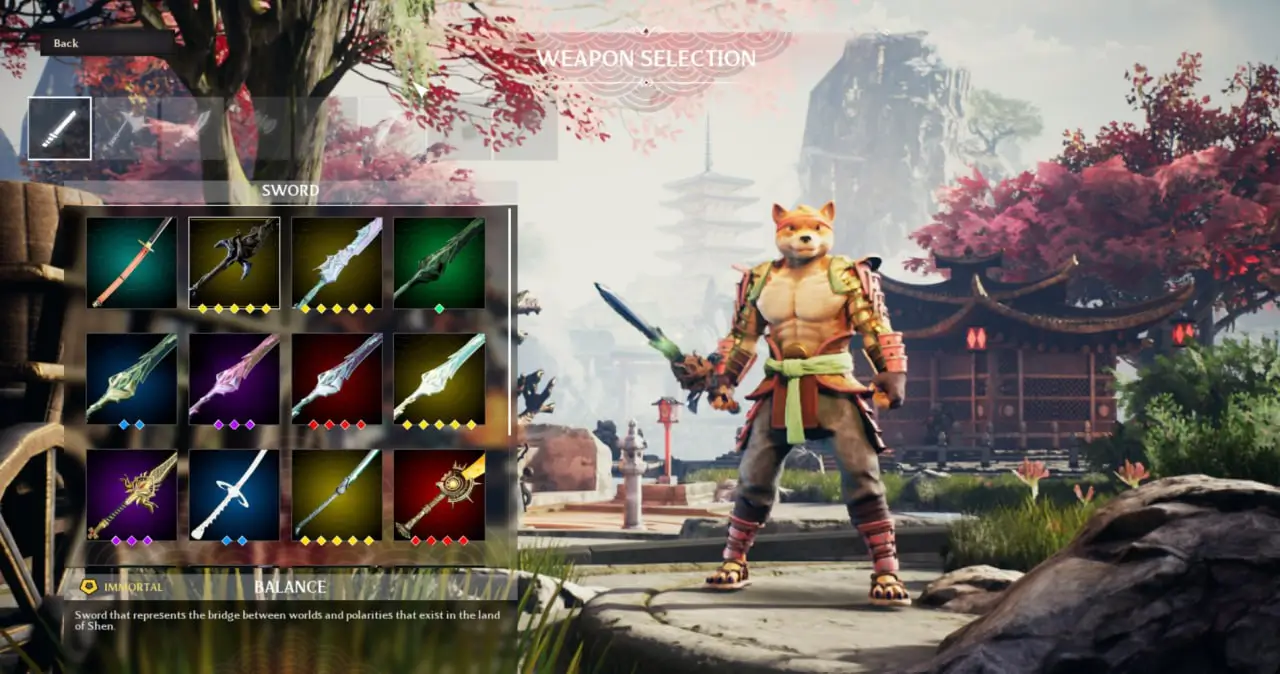 Back
WEAPON SELECTION
SWORD
IMMORTAL
BALANCE
Sword that represents the bridge between worlds and polarities that exist in the land
of Shen.